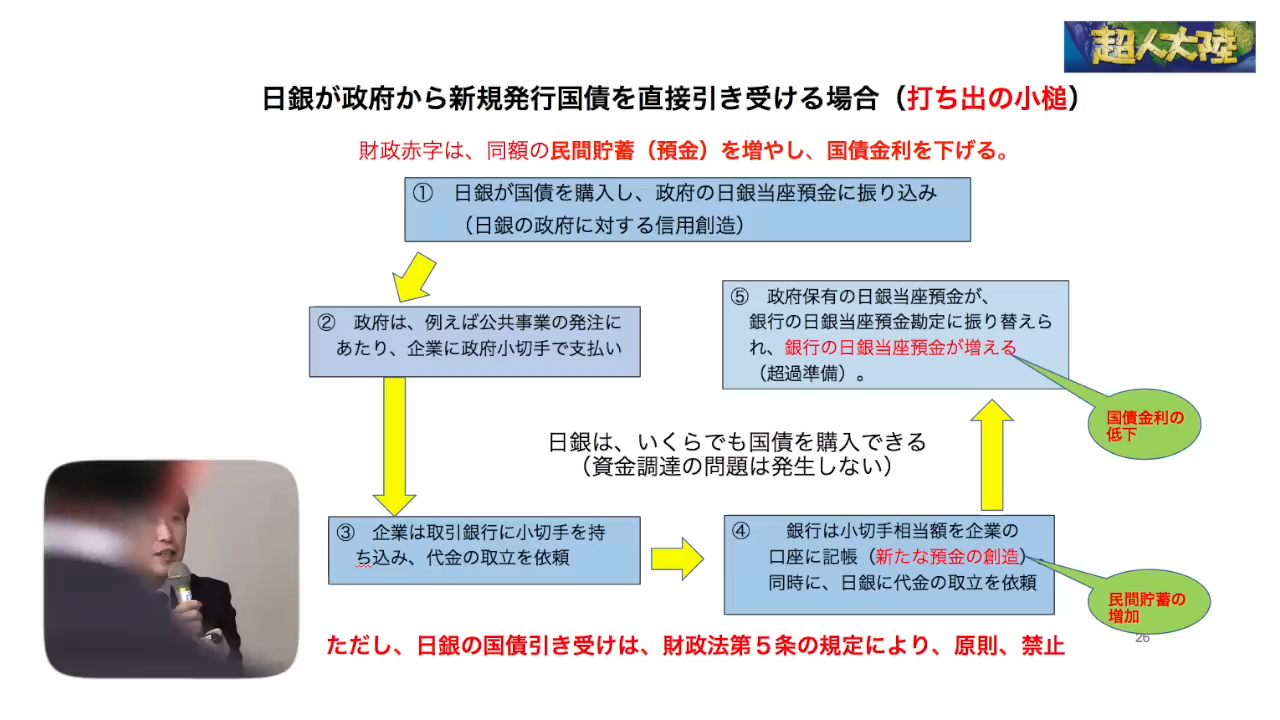 超人大陸
日銀が政府から新規発行国債を直接引き受ける場合（打ち出の小槌）
財政赤字は、同額の民間貯蓄（預金）を増やし、国債金利を下げる。
① 日銀が国債を購入し、政府の日銀当座預金に振り込み
（日銀の政府に対する信用創造）
② 政府は、例えば公共事業の発注に
あたり、企業に政府小切手で支払い
③ 企業は取引銀行に小切手を持
ち込み、代金の取立を依頼
④ 銀行は小切手相当額を企業の
口座に記帳（新たな預金の創造）
同時に、日銀に代金の取立を依頼
民間貯蓄の
増加
⑤ 政府保有の日銀当座預金が、
銀行の日銀当座預金勘定に振り替えら
れ、銀行の日銀当座預金が増える
（超過準備）。
国債金利の
低下
日銀は、いくらでも国債を購入できる
（資金調達の問題は発生しない）
ただし、日銀の国債引き受けは、財政法第５条の規定により、原則、禁止
26